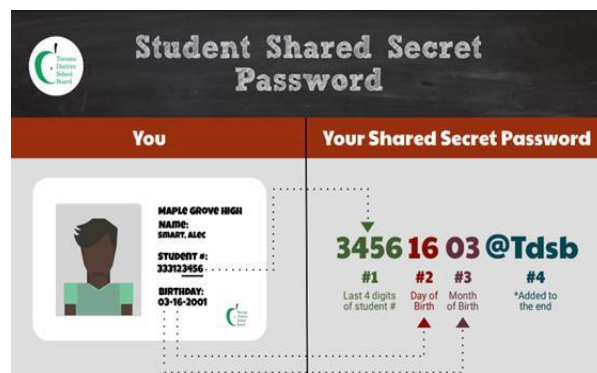 Toronto
District
School
Board
Student Shared Secret
Password
You
Your Shared Secret Password
MAPLE GROVE HIGH
NAME:
SMART, ALEC
STUDENT #:
333123456
BIRTHDAY:
03-16-2001
3456 16 03 @Tdsb
#1 #2 #3 #4
Last 4 digits Day of Month *Added to
of student # Birth of Birth the end